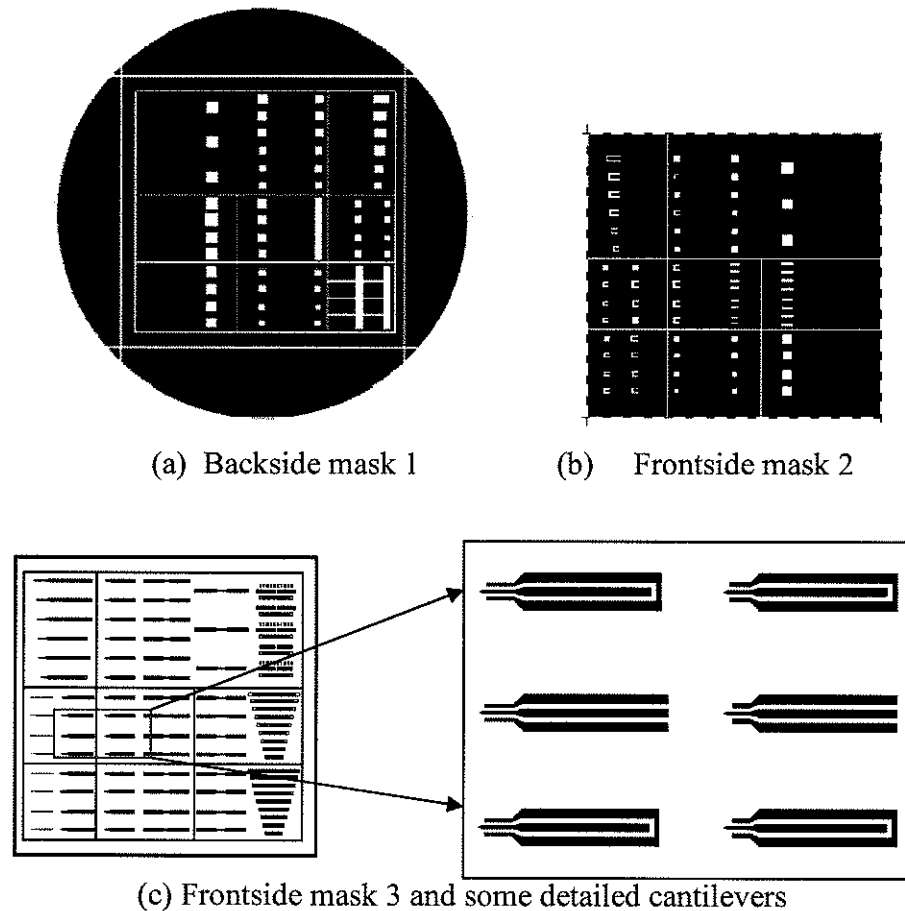 (a) Backside mask 1
(b) Frontside mask 2
(c) Frontside mask 3 and some detailed cantilevers